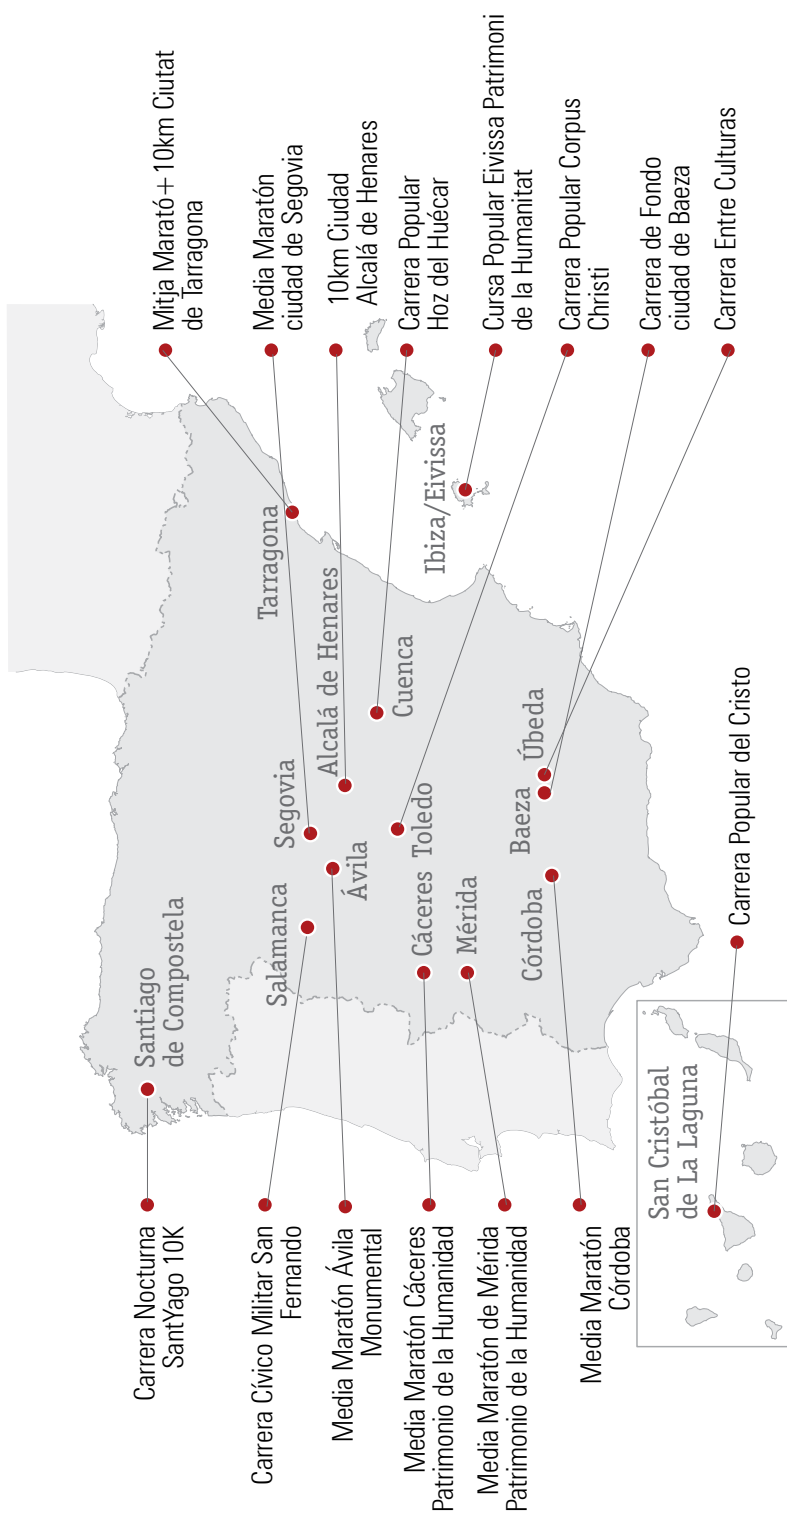 Carrera Nocturna
SantYago 10K
Carrera Cívico Militar San
Fernando
Media Maratón Ávila
Monumental
Media Maratón Cáceres
Patrimonio de la Humanidad
Media Maratón de Mérida
Patrimonio de la Humanidad
Media Maratón
Córdoba
Santiago
de Compostela
Salamanca
Segovia
Ávila
Alcalá de Henares
Tarragona
Cuenca
Cáceres
Toledo
Mérida
Ibiza/Eivissa
Córdoba
Baeza
Úbeda
San Cristóbal
de La Laguna
Mitja Marató+10km Ciutat
de Tarragona
Media Maratón
ciudad de Segovia
10km Ciudad
Alcalá de Henares
Carrera Popular
Hoz del Huécar
Cursa Popular Eivissa Patrimoni
de la Humanitat
Carrera Popular Corpus
Christi
Carrera de Fondo
ciudad de Baeza
Carrera Entre Culturas
Carrera Popular del Cristo